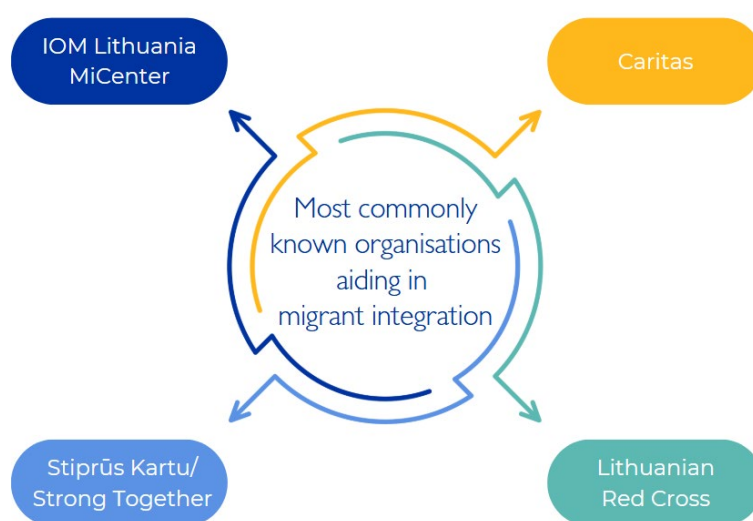 IOM Lithuania
MiCenter
Caritas
Most commonly
known organisations
aiding in
migrant integration
Stiprūs Kartu/
Strong Together
Lithuanian
Red Cross